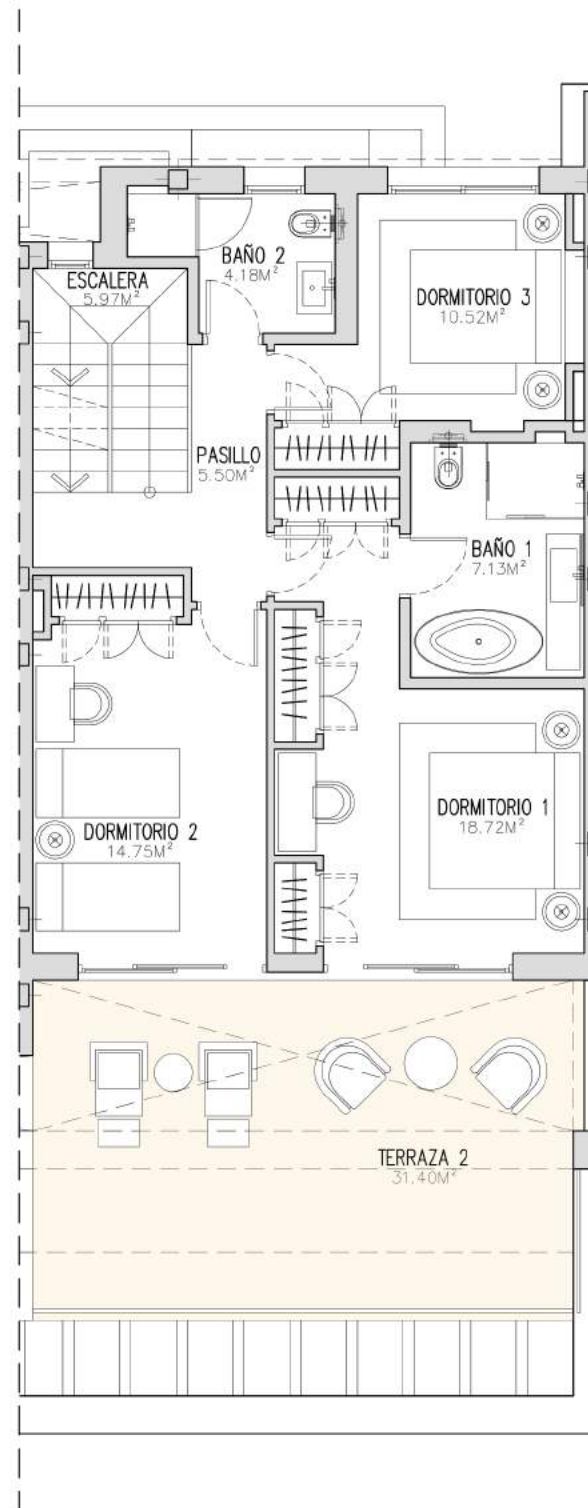 BAÑO 2
4.18M²
ESCALERA
5.97M²
DORMITORIO 3
10.52M²
PASILLO
5.50M²
BAÑO 1
7.13M²
DORMITORIO 1
18.72M²
DORMITORIO 2
14.75M²
TERRAZA 2
31.40M²